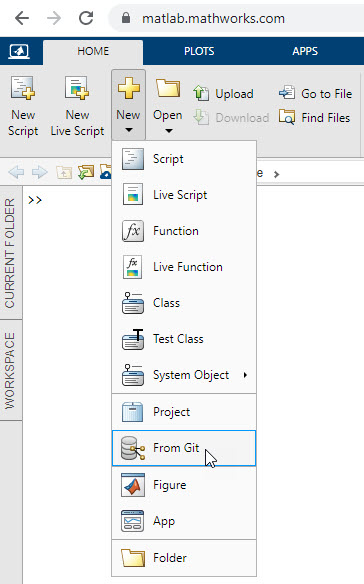 matlab.mathworks.com
HOME PLOTS APPS
New Script
New Live Script
New
Open
Upload
Download
Go to File
Find Files
CURRENT FOLDER
WORKSPACE
>>
Script
Live Script
Function
Live Function
Class
Test Class
System Object
Project
From Git
Figure
App
Folder